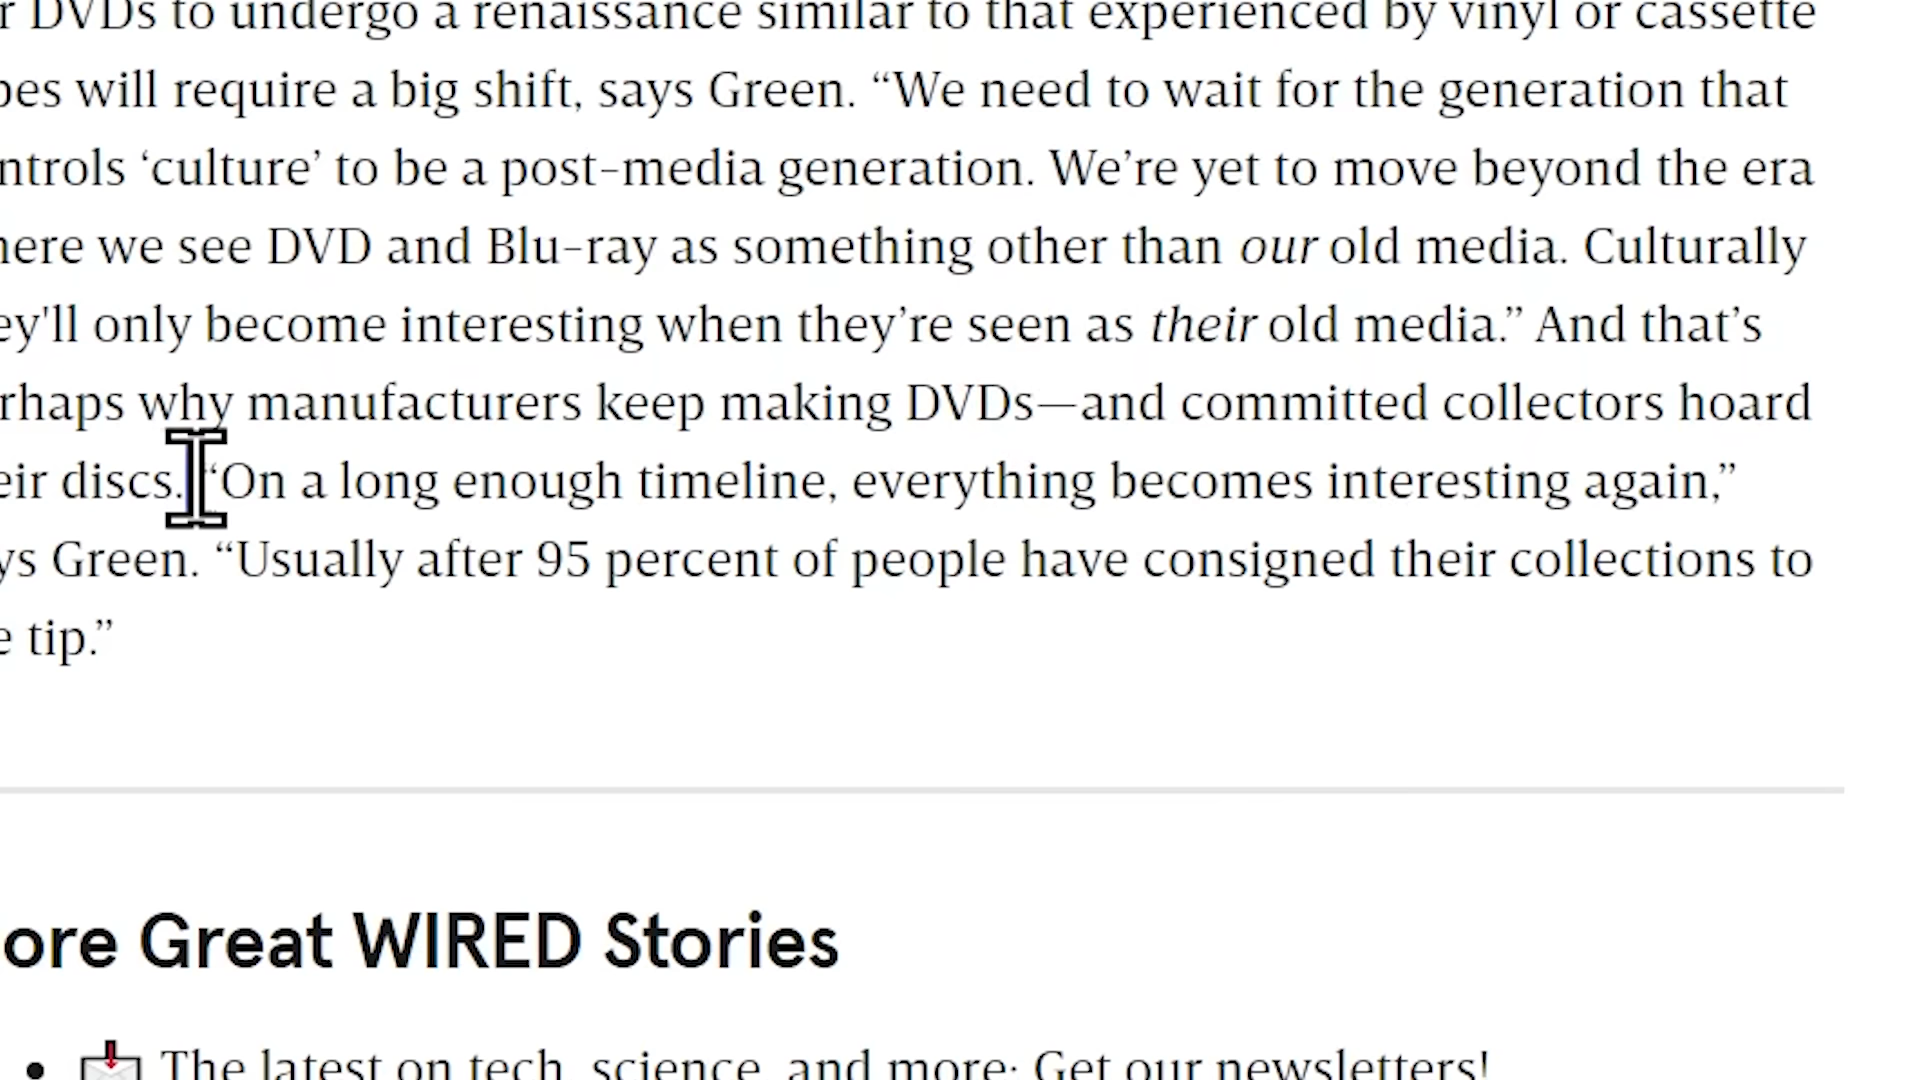 r DVDs to undergo a renaissance similar to that experienced by vinyl or cassette
pes will require a big shift, says Green. “We need to wait for the generation that
ntrols ‘culture’ to be a post-media generation. We’re yet to move beyond the era
here we see DVD and Blu-ray as something other than our old media. Culturally
ey'll only become interesting when they’re seen as their old media.” And that’s
rhaps why manufacturers keep making DVDs—and committed collectors hoard
eir discs. “On a long enough timeline, everything becomes interesting again,”
ys Green. “Usually after 95 percent of people have consigned their collections to
e tip.”
ore Great WIRED Stories
• The latest on tech, science, and more: Get our newsletters!